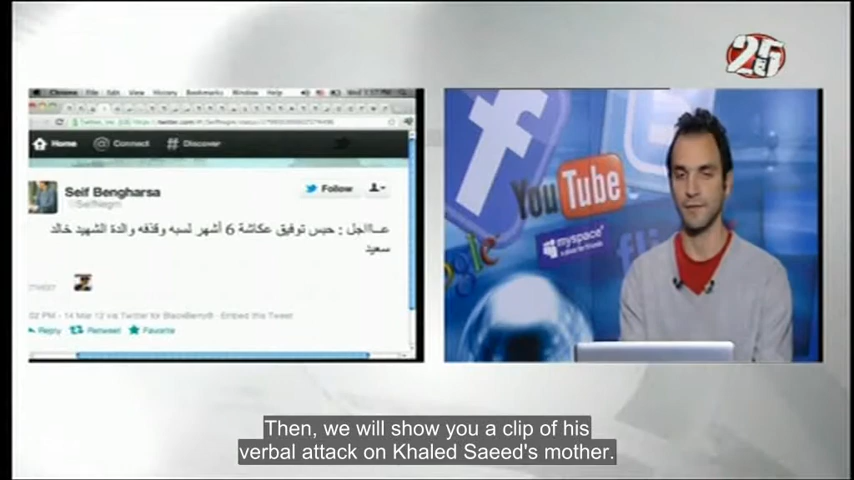 25
Chrome File Edit View History Bookmarks Window Help
Home Connect Discover
Seif Bengharsa
@SeifNegm
Follow
عـــااجل : حبس توفيق عكاشة 6 أشهر لسبه وقذفه والدة الشهيد خالد
سعيد
02 PM - 14 Mar 12 via Twitter for BlackBerry® · Embed this Tweet
Reply Retweet Favorite
YouTube
myspace
Then, we will show you a clip of his
verbal attack on Khaled Saeed's mother.